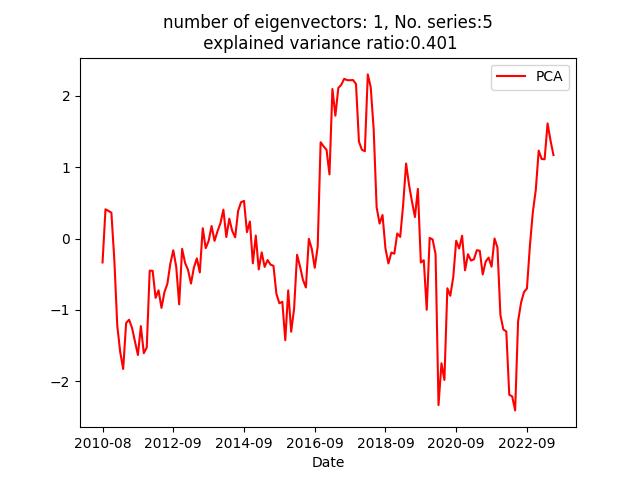 number of eigenvectors: 1, No. series:5
explained variance ratio:0.401
PCA
2
1
0
−1
−2
2010-08 2012-09 2014-09 2016-09 2018-09 2020-09 2022-09
Date